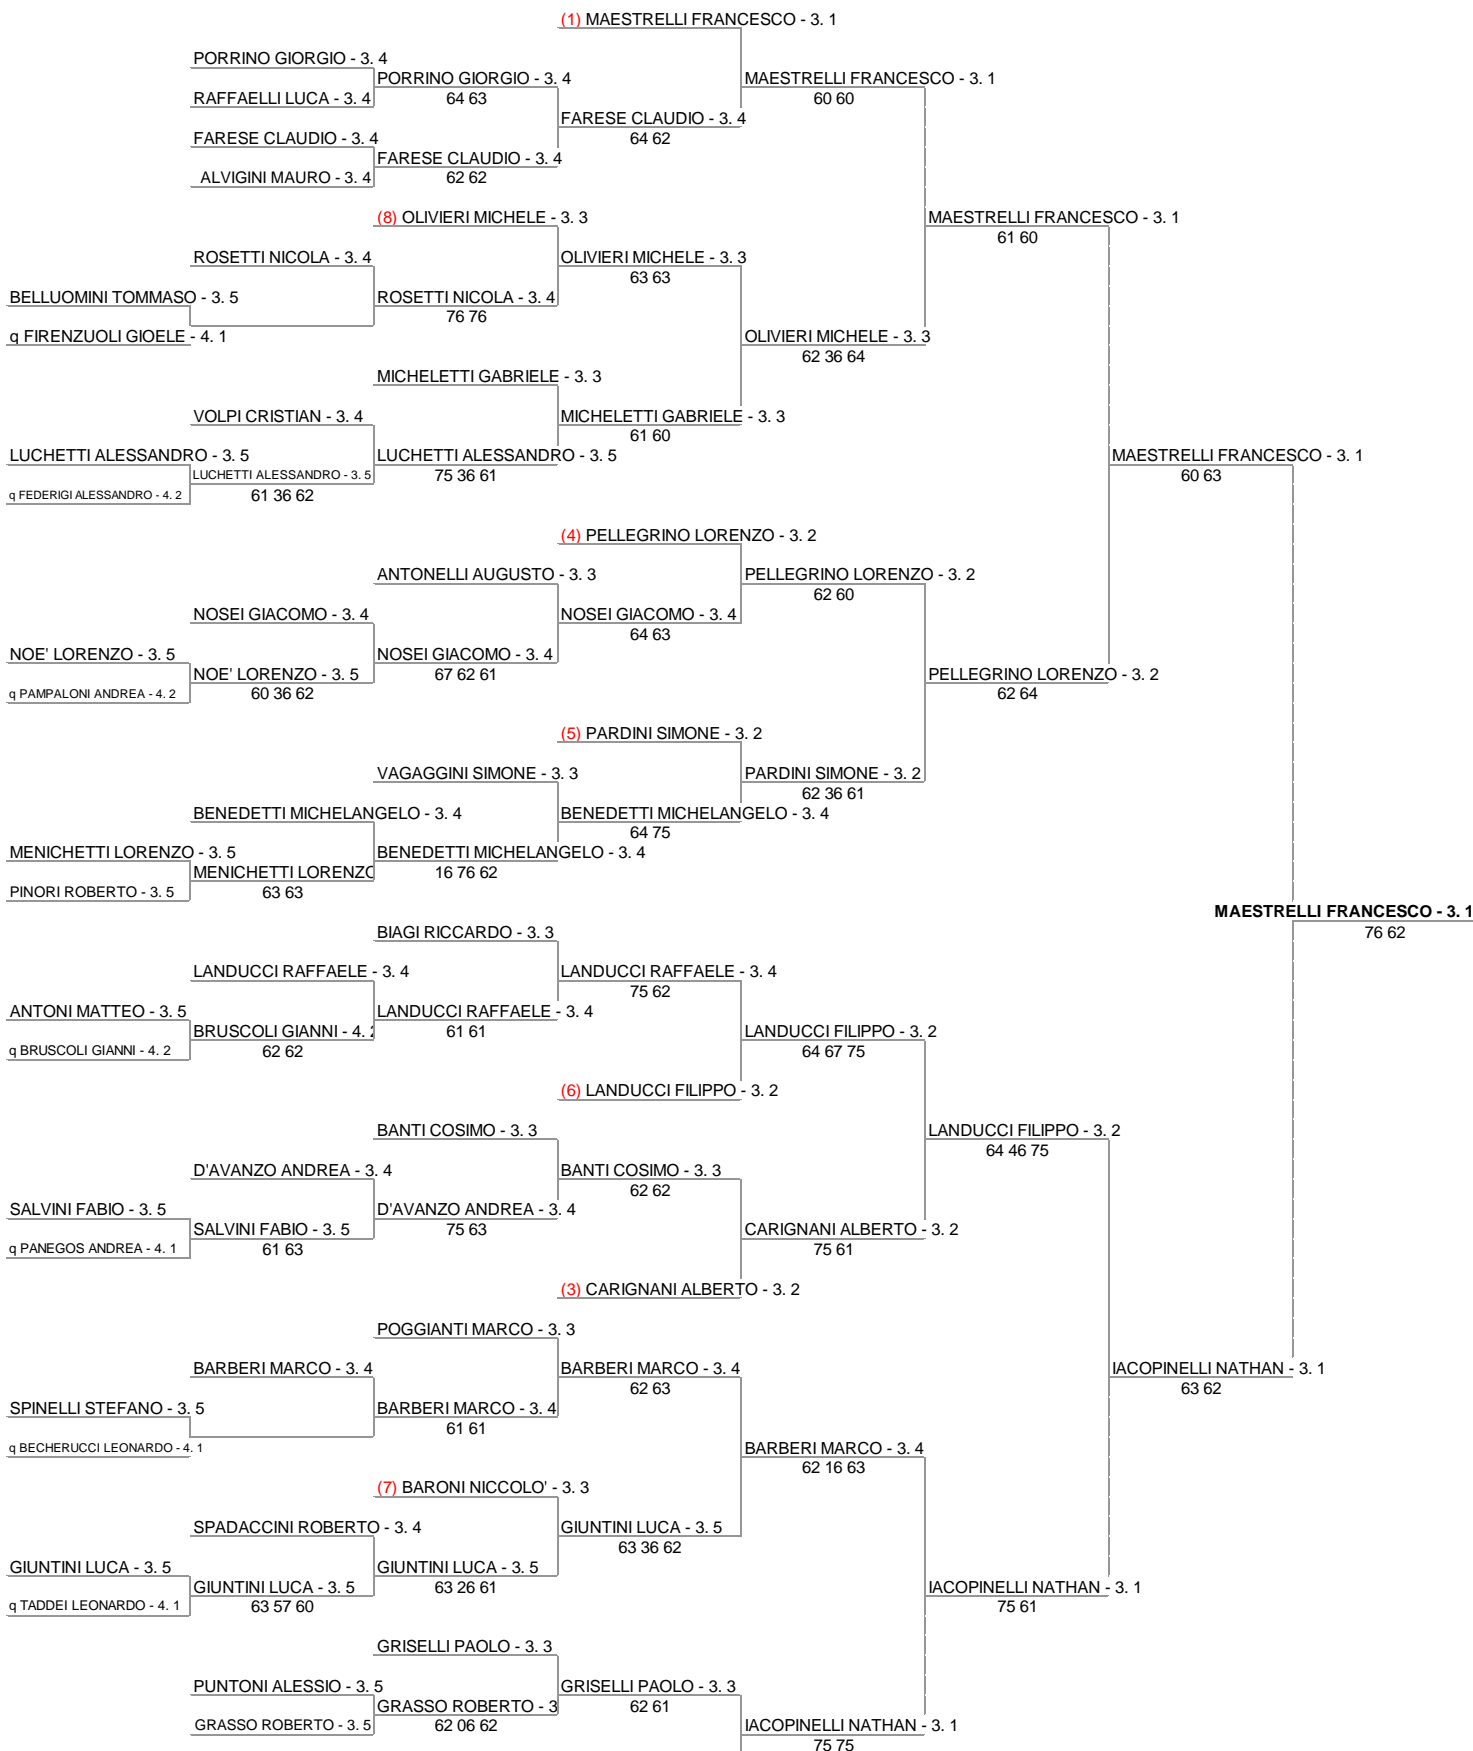 (1) MAESTRELLI FRANCESCO - 3. 1
PORRINO GIORGIO - 3. 4
PORRINO GIORGIO - 3. 4
MAESTRELLI FRANCESCO - 3. 1
RAFFAELLI LUCA - 3. 4
64 63
60 60
FARESE CLAUDIO - 3. 4
FARESE CLAUDIO - 3. 4
64 62
FARESE CLAUDIO - 3. 4
ALVIGINI MAURO - 3. 4
62 62
(8) OLIVIERI MICHELE - 3. 3
MAESTRELLI FRANCESCO - 3. 1
61 60
ROSETTI NICOLA - 3. 4
OLIVIERI MICHELE - 3. 3
63 63
BELLUOMINI TOMMASO - 3. 5
ROSETTI NICOLA - 3. 4
76 76
q FIRENZUOLI GIOELE - 4. 1
OLIVIERI MICHELE - 3. 3
62 36 64
MICHELETTI GABRIELE - 3. 3
VOLPI CRISTIAN - 3. 4
MICHELETTI GABRIELE - 3. 3
61 60
LUCHETTI ALESSANDRO - 3. 5
LUCHETTI ALESSANDRO - 3. 5
MAESTRELLI FRANCESCO - 3. 1
LUCHETTI ALESSANDRO - 3. 5
75 36 61
60 63
q FEDERIGI ALESSANDRO - 4. 2
61 36 62
(4) PELLEGRINO LORENZO - 3. 2
ANTONELLI AUGUSTO - 3. 3
PELLEGRINO LORENZO - 3. 2
62 60
NOSEI GIACOMO - 3. 4
NOSEI GIACOMO - 3. 4
64 63
NOE' LORENZO - 3. 5
NOSEI GIACOMO - 3. 4
NOE' LORENZO - 3. 5
67 62 61
PELLEGRINO LORENZO - 3. 2
q PAMPALONI ANDREA - 4. 2
60 36 62
62 64
(5) PARDINI SIMONE - 3. 2
VAGAGGINI SIMONE - 3. 3
PARDINI SIMONE - 3. 2
62 36 61
BENEDETTI MICHELANGELO - 3. 4
BENEDETTI MICHELANGELO - 3. 4
64 75
MENICHETTI LORENZO - 3. 5
BENEDETTI MICHELANGELO - 3. 4
MENICHETTI LORENZO
16 76 62
PINORI ROBERTO - 3. 5
63 63
MAESTRELLI FRANCESCO - 3. 1
76 62
BIAGI RICCARDO - 3. 3
LANDUCCI RAFFAELE - 3. 4
LANDUCCI RAFFAELE - 3. 4
75 62
ANTONI MATTEO - 3. 5
LANDUCCI RAFFAELE - 3. 4
BRUSCOLI GIANNI - 4. 2
61 61
LANDUCCI FILIPPO - 3. 2
q BRUSCOLI GIANNI - 4. 2
62 62
64 67 75
(6) LANDUCCI FILIPPO - 3. 2
BANTI COSIMO - 3. 3
LANDUCCI FILIPPO - 3. 2
64 46 75
D'AVANZO ANDREA - 3. 4
BANTI COSIMO - 3. 3
62 62
SALVINI FABIO - 3. 5
D'AVANZO ANDREA - 3. 4
SALVINI FABIO - 3. 5
75 63
CARIGNANI ALBERTO - 3. 2
q PANEGOS ANDREA - 4. 1
61 63
75 61
(3) CARIGNANI ALBERTO - 3. 2
POGGIANTI MARCO - 3. 3
BARBERI MARCO - 3. 4
BARBERI MARCO - 3. 4
IACOPINELLI NATHAN - 3. 1
62 63
63 62
SPINELLI STEFANO - 3. 5
BARBERI MARCO - 3. 4
61 61
q BECHERUCCI LEONARDO - 4. 1
BARBERI MARCO - 3. 4
62 16 63
(7) BARONI NICCOLO' - 3. 3
SPADACCINI ROBERTO - 3. 4
GIUNTINI LUCA - 3. 5
63 36 62
GIUNTINI LUCA - 3. 5
GIUNTINI LUCA - 3. 5
GIUNTINI LUCA - 3. 5
63 26 61
IACOPINELLI NATHAN - 3. 1
q TADDEI LEONARDO - 4. 1
63 57 60
75 61
GRISELLI PAOLO - 3. 3
PUNTONI ALESSIO - 3. 5
GRISELLI PAOLO - 3. 3
GRASSO ROBERTO - 3
62 61
GRASSO ROBERTO - 3. 5
62 06 62
IACOPINELLI NATHAN - 3. 1
75 75